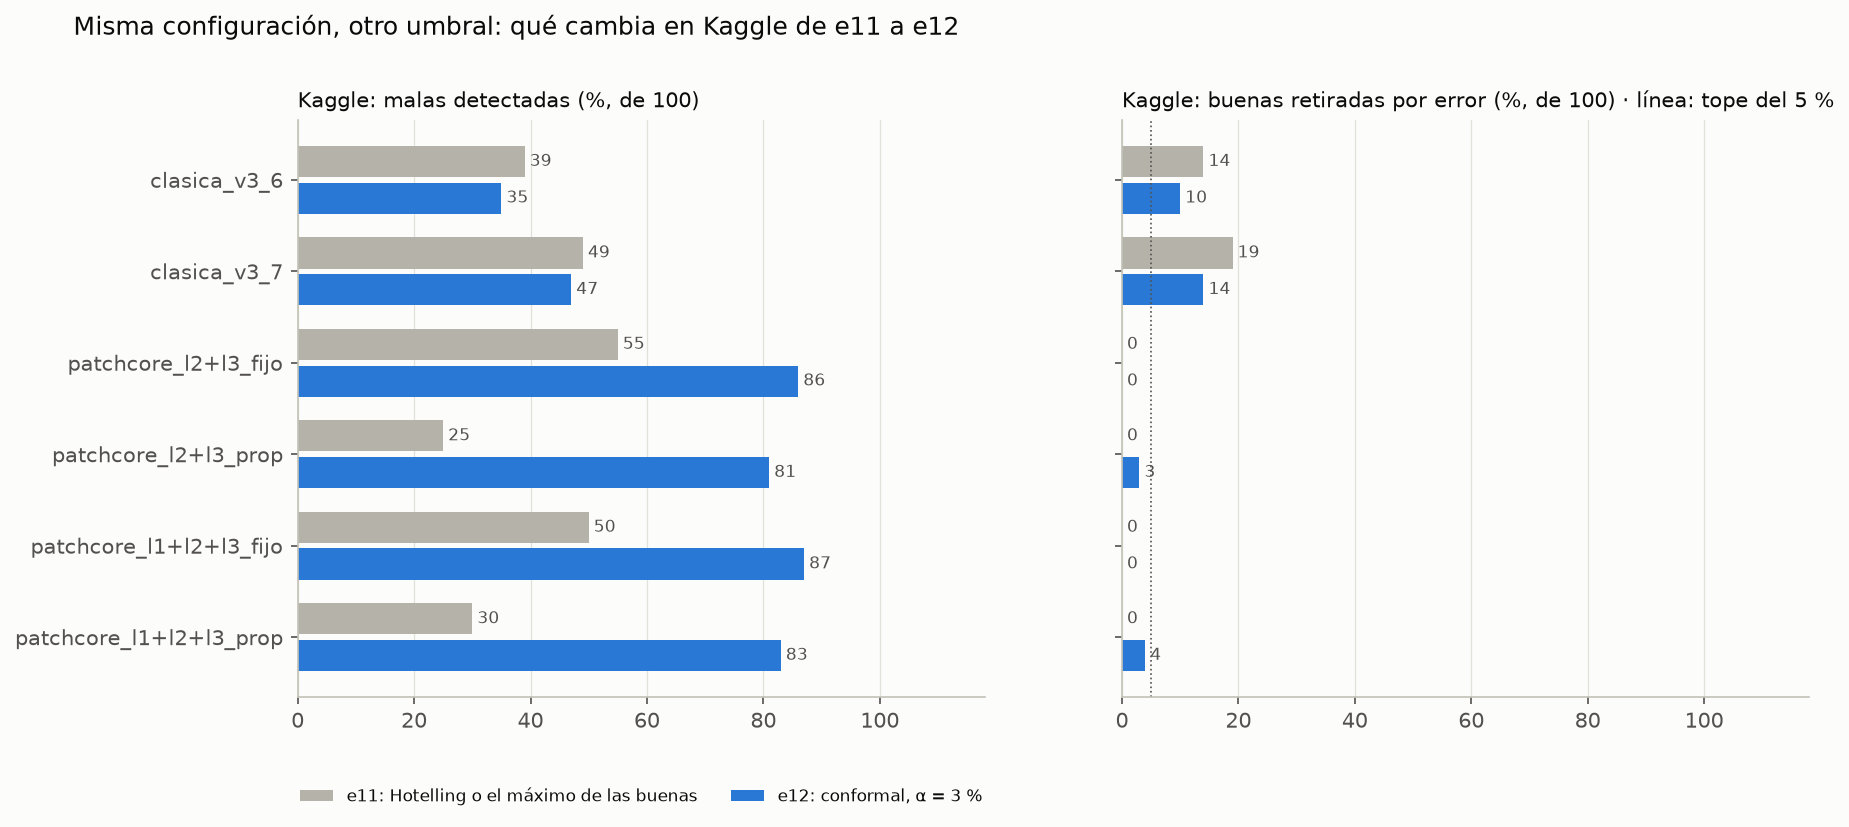 Misma configuración, otro umbral: qué cambia en Kaggle de e11 a e12
Kaggle: malas detectadas (%, de 100)
clasica_v3_6
39
35
clasica_v3_7
49
47
patchcore_l2+l3_fijo
55
86
patchcore_l2+l3_prop
25
81
patchcore_l1+l2+l3_fijo
50
87
patchcore_l1+l2+l3_prop
30
83
0 20 40 60 80 100
Kaggle: buenas retiradas por error (%, de 100) · línea: tope del 5 %
14
10
19
14
0
0
0
3
0
0
0
4
0 20 40 60 80 100
e11: Hotelling o el máximo de las buenas
e12: conformal, α = 3 %